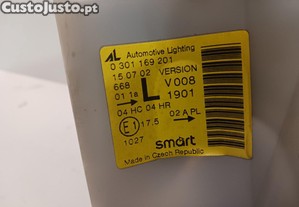 CustoJusto.pt
AL Automotive Lighting
0 301 169 201
15.07.02 VERSION
668 L V008
01 1a 1901
04 HC 04 HR
E1 17.5 02 A PL
1027 smart
Made in Czech Republic